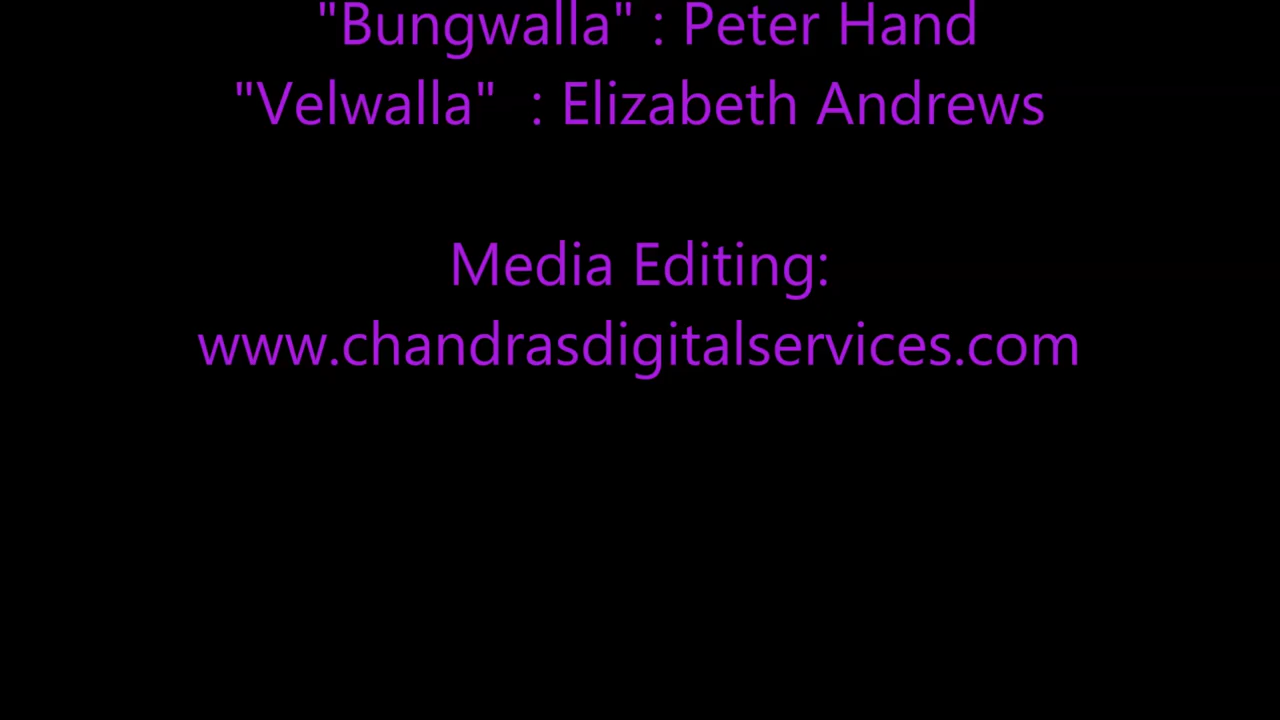 "Bungwalla" : Peter Hand
"Velwalla"  : Elizabeth Andrews
Media Editing:
www.chandrasdigitalservices.com